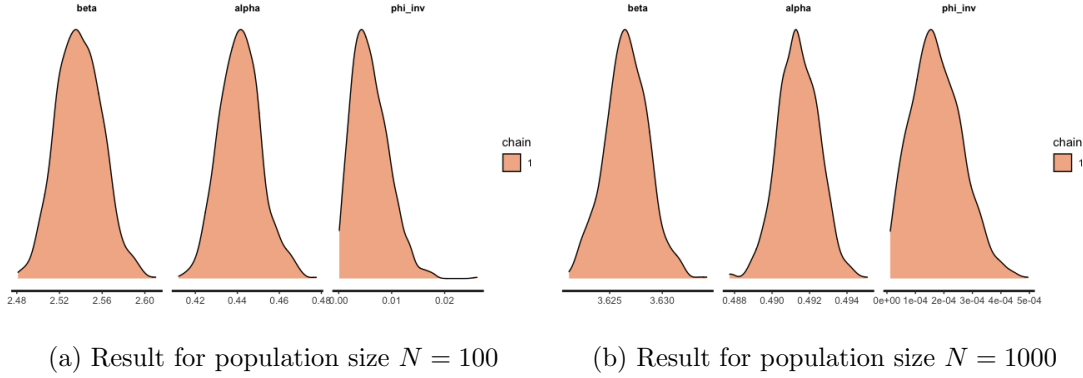 beta alpha phi_inv
chain
1
2.48 2.52 2.56 2.60 0.42 0.44 0.46 0.48 0.00 0.01 0.02
(a) Result for population size N = 100
beta alpha phi_inv
chain
1
3.625 3.630 0.488 0.490 0.492 0.494 0e+00 1e-04 2e-04 3e-04 4e-04 5e-04
(b) Result for population size N = 1000